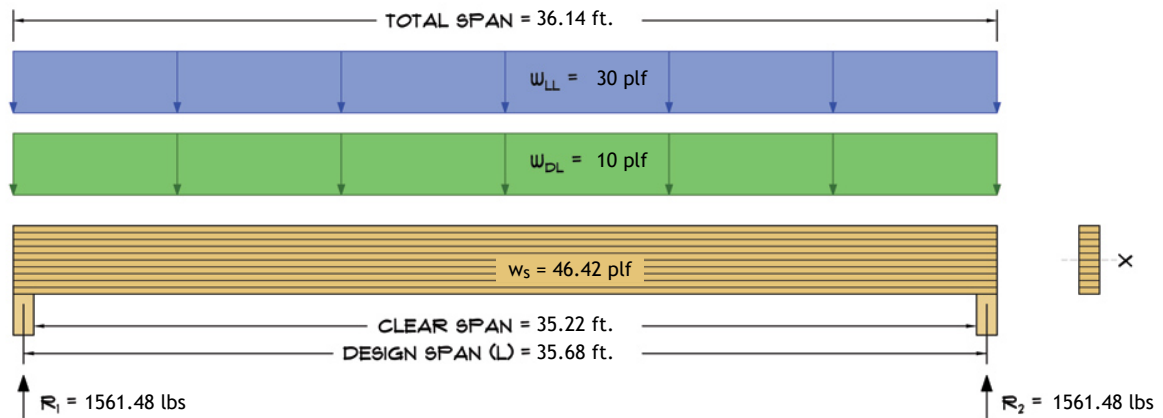 TOTAL SPAN = 36.14 ft.
WLL = 30 plf
WDL = 10 plf
ws = 46.42 plf
X
CLEAR SPAN = 35.22 ft.
DESIGN SPAN (L) = 35.68 ft.
R1 = 1561.48 lbs
R2 = 1561.48 lbs